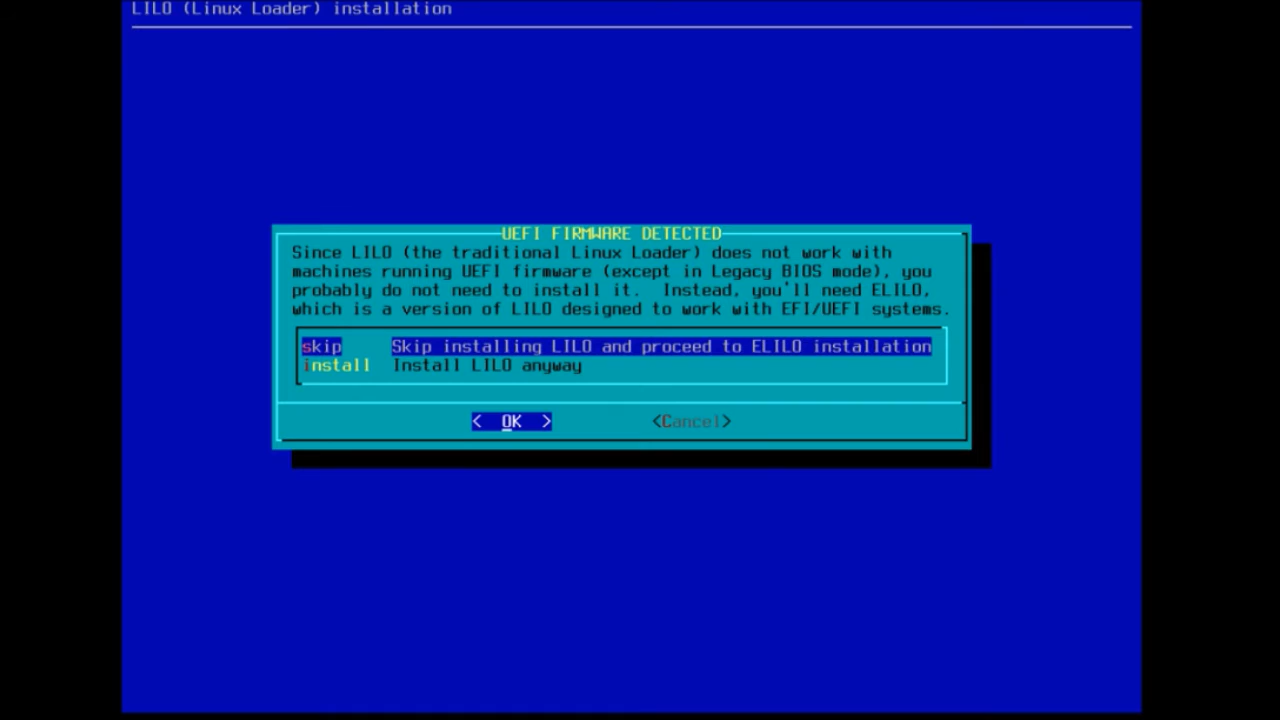 LILO (Linux Loader) installation
UEFI FIRMWARE DETECTED
Since LILO (the traditional Linux Loader) does not work with
machines running UEFI firmware (except in Legacy BIOS mode), you
probably do not need to install it.  Instead, you'll need ELILO,
which is a version of LILO designed to work with EFI/UEFI systems.
skip Skip installing LILO and proceed to ELILO installation
install Install LILO anyway
< OK > <Cancel>